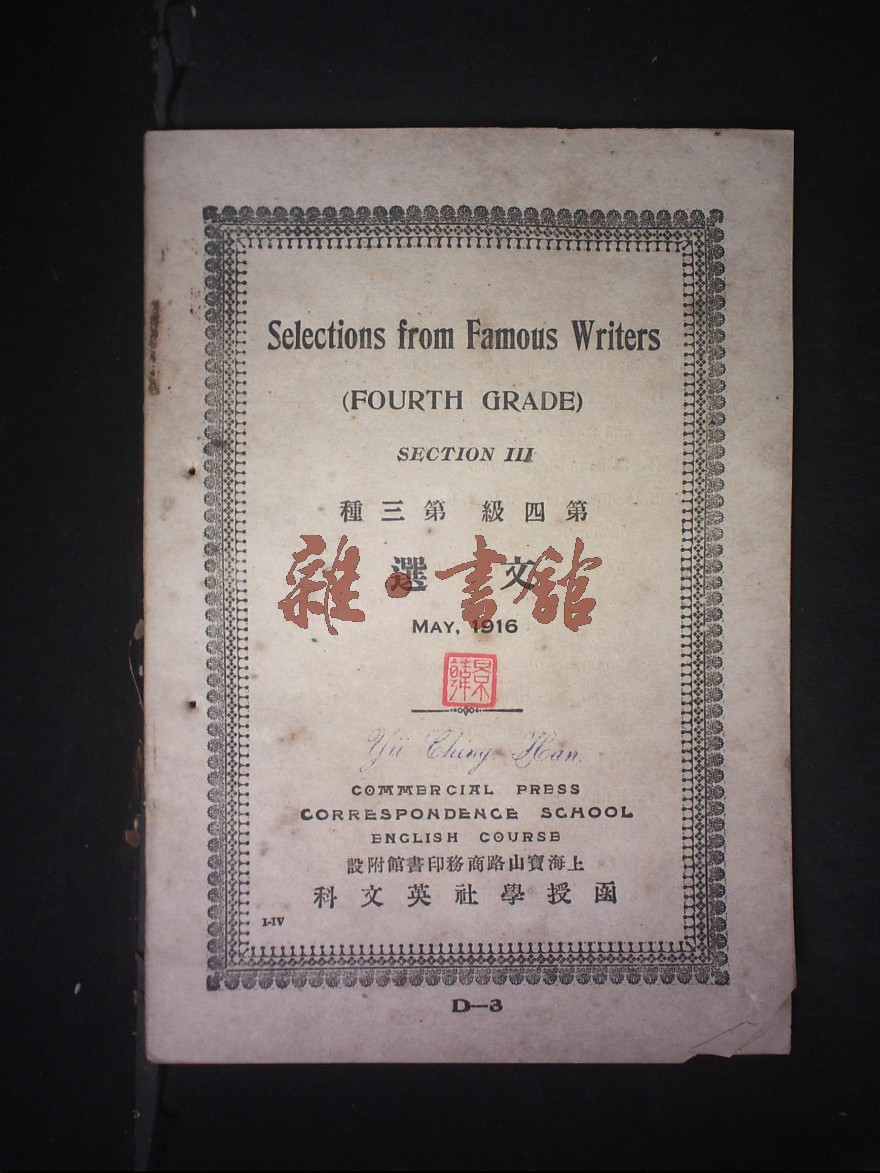 Selections from Famous Writers
(FOURTH GRADE)
SECTION III
第四級 第三種
文選
雜·書館
MAY, 1916
景韓
Yü Ching Han.
COMMERCIAL PRESS
CORRESPONDENCE SCHOOL
ENGLISH COURSE
上海寶山路商務印書館附設
函授學社英文科
I-IV
D—3